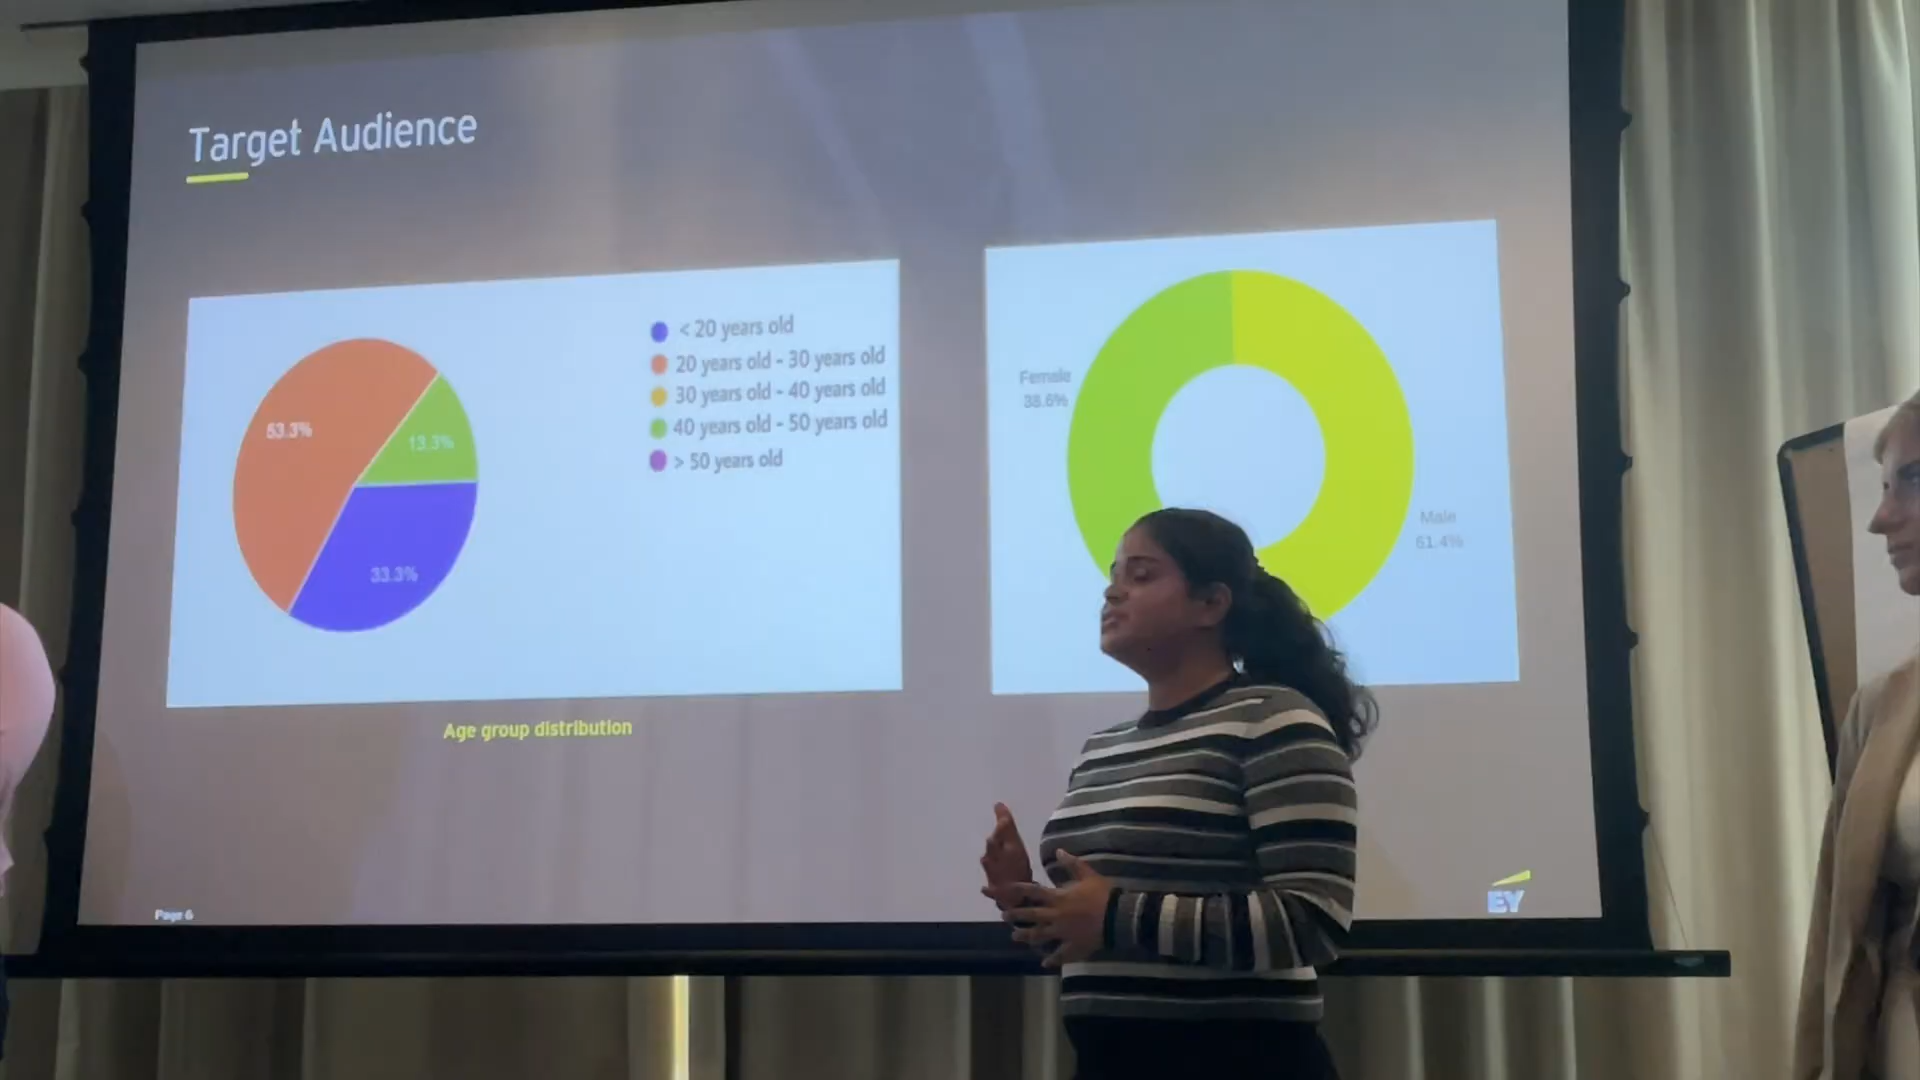 Target Audience
53.3%
13.3%
33.3%
< 20 years old
20 years old - 30 years old
30 years old - 40 years old
40 years old - 50 years old
> 50 years old
Age group distribution
Female
38.6%
Male
61.4%
Page 6
EY